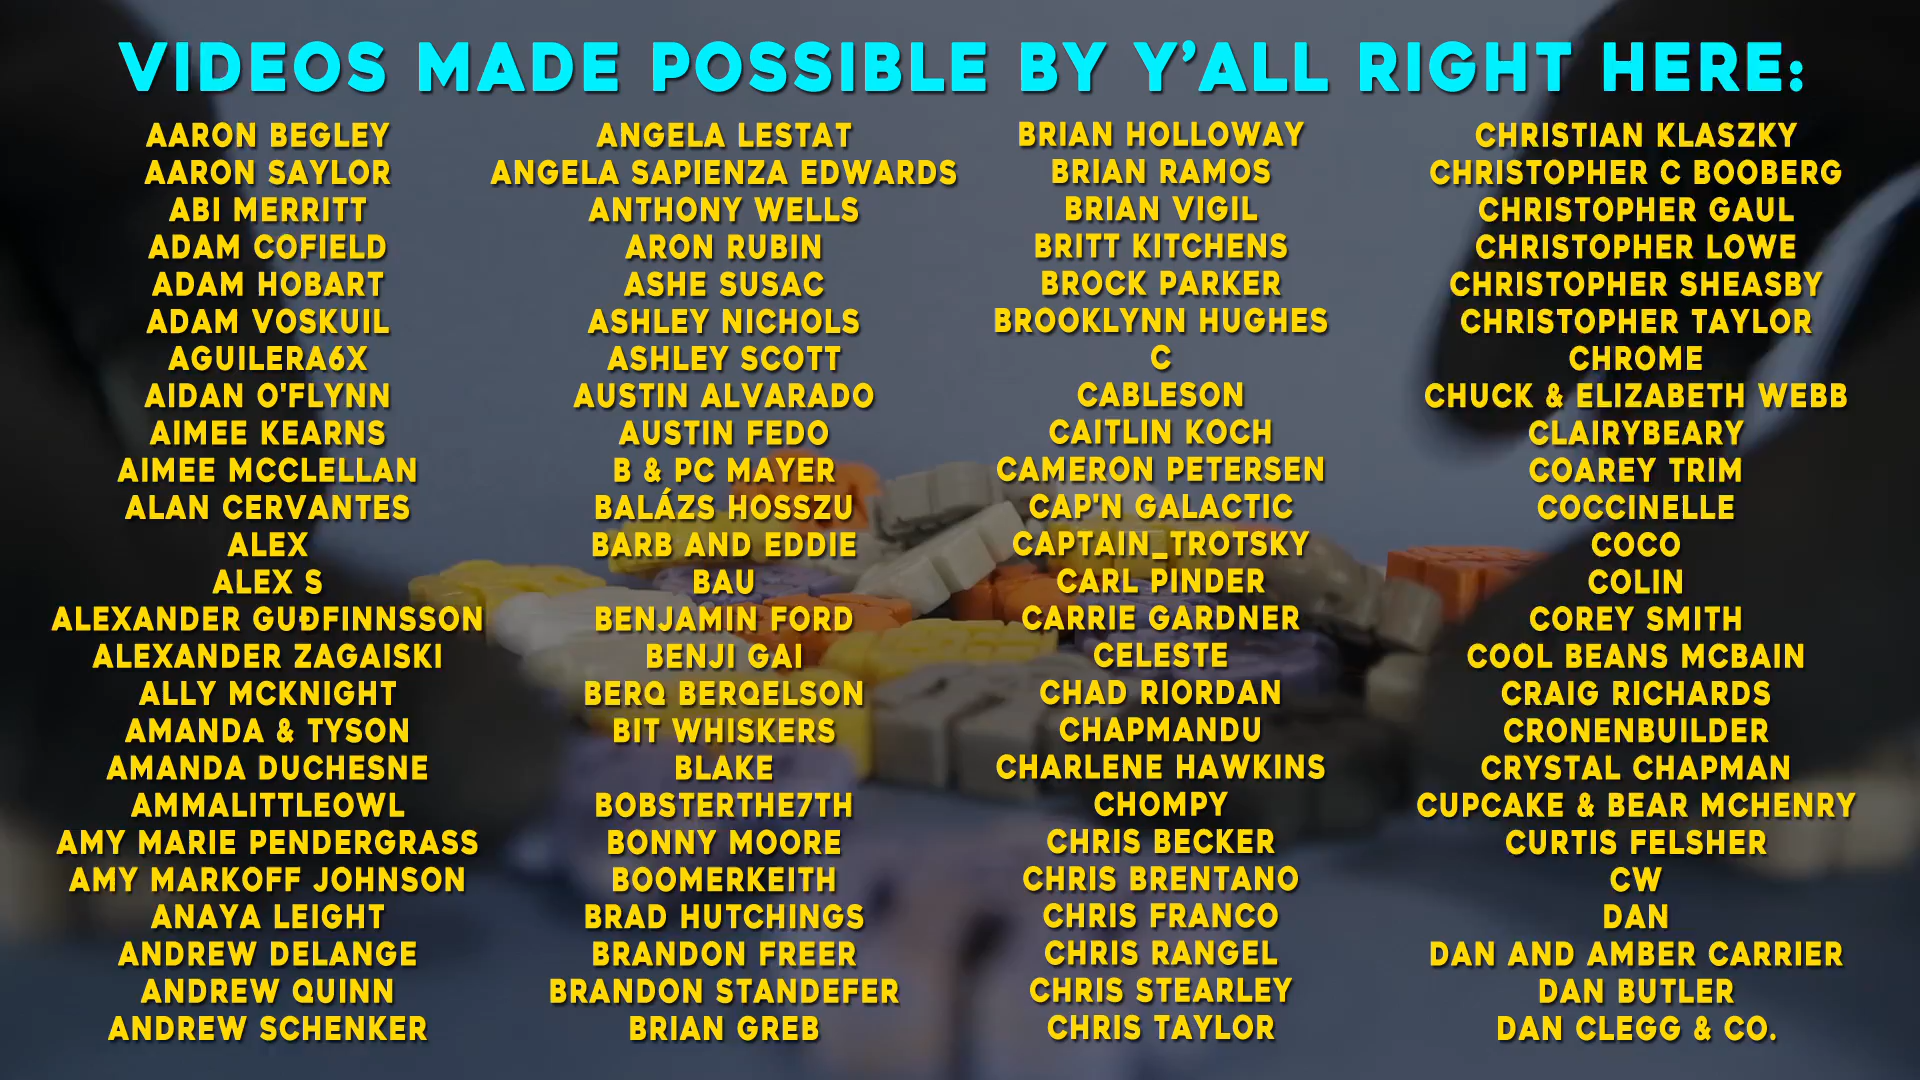 VIDEOS MADE POSSIBLE BY Y'ALL RIGHT HERE:
AARON BEGLEY
AARON SAYLOR
ABI MERRITT
ADAM COFIELD
ADAM HOBART
ADAM VOSKUIL
AGUILERA6X
AIDAN O'FLYNN
AIMEE KEARNS
AIMEE MCCLELLAN
ALAN CERVANTES
ALEX
ALEX S
ALEXANDER GUÐFINNSSON
ALEXANDER ZAGAISKI
ALLY MCKNIGHT
AMANDA & TYSON
AMANDA DUCHESNE
AMMALITTLEOWL
AMY MARIE PENDERGRASS
AMY MARKOFF JOHNSON
ANAYA LEIGHT
ANDREW DELANGE
ANDREW QUINN
ANDREW SCHENKER
ANGELA LESTAT
ANGELA SAPIENZA EDWARDS
ANTHONY WELLS
ARON RUBIN
ASHE SUSAC
ASHLEY NICHOLS
ASHLEY SCOTT
AUSTIN ALVARADO
AUSTIN FEDO
B & PC MAYER
BALÁZS HOSSZU
BARB AND EDDIE
BAU
BENJAMIN FORD
BENJI GAI
BERQ BERQELSON
BIT WHISKERS
BLAKE
BOBSTERTHE7TH
BONNY MOORE
BOOMERKEITH
BRAD HUTCHINGS
BRANDON FREER
BRANDON STANDEFER
BRIAN GREB
BRIAN HOLLOWAY
BRIAN RAMOS
BRIAN VIGIL
BRITT KITCHENS
BROCK PARKER
BROOKLYNN HUGHES
C
CABLESON
CAITLIN KOCH
CAMERON PETERSEN
CAP'N GALACTIC
CAPTAIN_TROTSKY
CARL PINDER
CARRIE GARDNER
CELESTE
CHAD RIORDAN
CHAPMANDU
CHARLENE HAWKINS
CHOMPY
CHRIS BECKER
CHRIS BRENTANO
CHRIS FRANCO
CHRIS RANGEL
CHRIS STEARLEY
CHRIS TAYLOR
CHRISTIAN KLASZKY
CHRISTOPHER C BOOBERG
CHRISTOPHER GAUL
CHRISTOPHER LOWE
CHRISTOPHER SHEASBY
CHRISTOPHER TAYLOR
CHROME
CHUCK & ELIZABETH WEBB
CLAIRYBEARY
COAREY TRIM
COCCINELLE
COCO
COLIN
COREY SMITH
COOL BEANS MCBAIN
CRAIG RICHARDS
CRONENBUILDER
CRYSTAL CHAPMAN
CUPCAKE & BEAR MCHENRY
CURTIS FELSHER
CW
DAN
DAN AND AMBER CARRIER
DAN BUTLER
DAN CLEGG & CO.